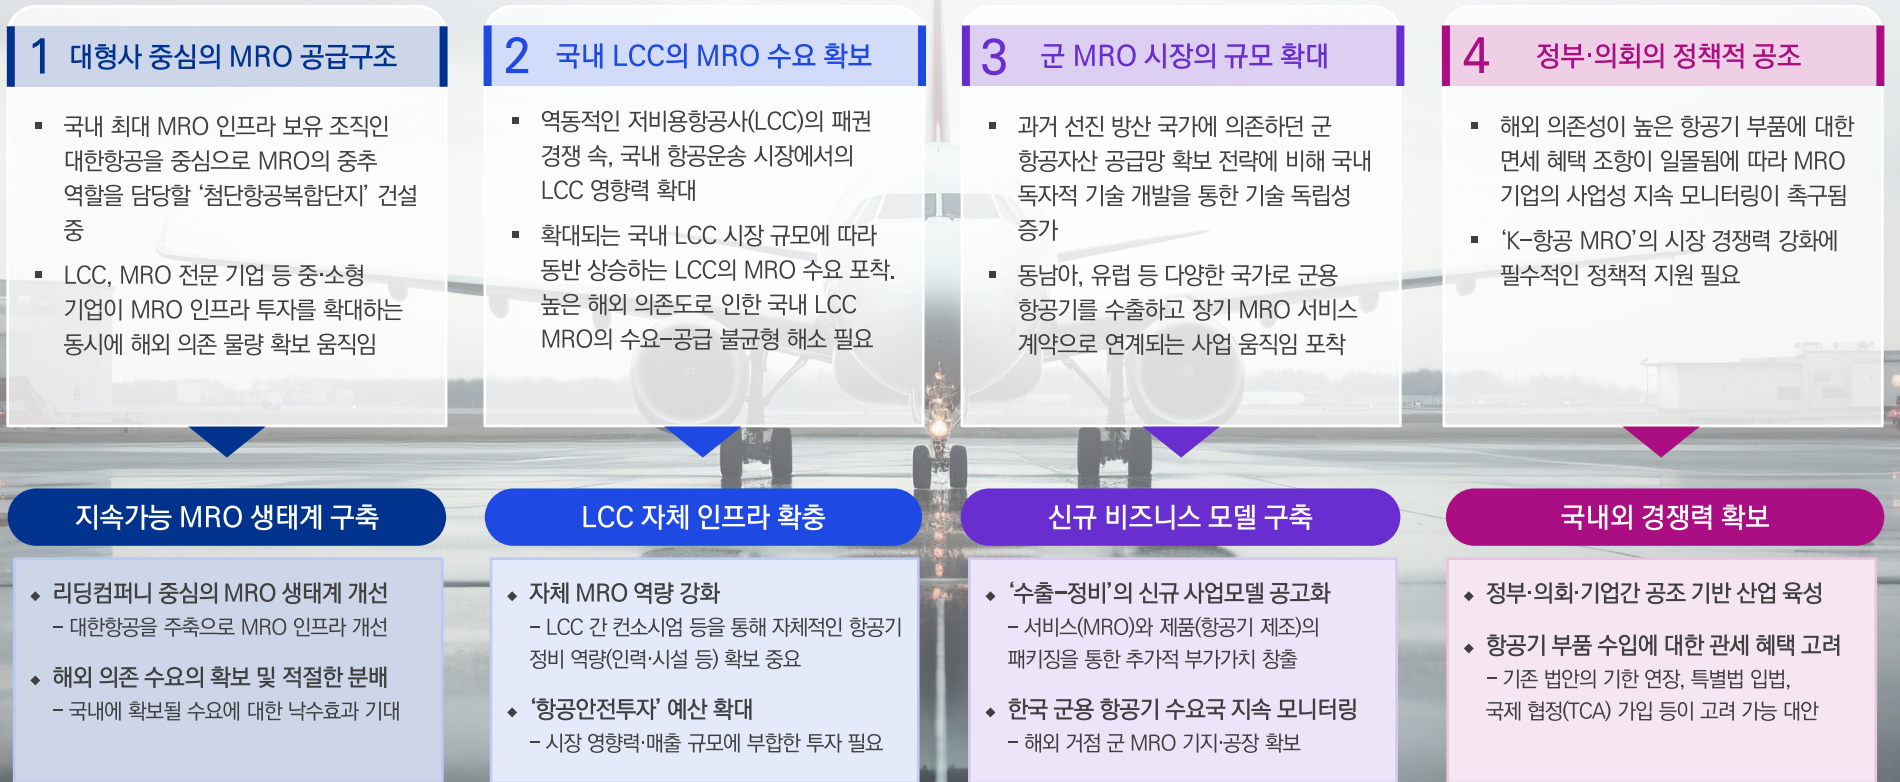 1 대형사 중심의 MRO 공급구조
▪ 국내 최대 MRO 인프라 보유 조직인
대한항공을 중심으로 MRO의 중추
역할을 담당할 ‘첨단항공복합단지’ 건설
중
▪ LCC, MRO 전문 기업 등 중·소형
기업이 MRO 인프라 투자를 확대하는
동시에 해외 의존 물량 확보 움직임
지속가능 MRO 생태계 구축
◆ 리딩컴퍼니 중심의 MRO 생태계 개선
– 대한항공을 주축으로 MRO 인프라 개선
◆ 해외 의존 수요의 확보 및 적절한 분배
– 국내에 확보될 수요에 대한 낙수효과 기대
2 국내 LCC의 MRO 수요 확보
▪ 역동적인 저비용항공사(LCC)의 패권
경쟁 속, 국내 항공운송 시장에서의
LCC 영향력 확대
▪ 확대되는 국내 LCC 시장 규모에 따라
동반 상승하는 LCC의 MRO 수요 포착.
높은 해외 의존도로 인한 국내 LCC
MRO의 수요–공급 불균형 해소 필요
LCC 자체 인프라 확충
◆ 자체 MRO 역량 강화
– LCC 간 컨소시엄 등을 통해 자체적인 항공기
정비 역량(인력·시설 등) 확보 중요
◆ ‘항공안전투자’ 예산 확대
– 시장 영향력·매출 규모에 부합한 투자 필요
3 군 MRO 시장의 규모 확대
▪ 과거 선진 방산 국가에 의존하던 군
항공자산 공급망 확보 전략에 비해 국내
독자적 기술 개발을 통한 기술 독립성
증가
▪ 동남아, 유럽 등 다양한 국가로 군용
항공기를 수출하고 장기 MRO 서비스
계약으로 연계되는 사업 움직임 포착
신규 비즈니스 모델 구축
◆ ‘수출–정비’의 신규 사업모델 공고화
– 서비스(MRO)와 제품(항공기 제조)의
패키징을 통한 추가적 부가가치 창출
◆ 한국 군용 항공기 수요국 지속 모니터링
– 해외 거점 군 MRO 기지·공장 확보
4 정부·의회의 정책적 공조
▪ 해외 의존성이 높은 항공기 부품에 대한
면세 혜택 조항이 일몰됨에 따라 MRO
기업의 사업성 지속 모니터링이 촉구됨
▪ ‘K–항공 MRO’의 시장 경쟁력 강화에
필수적인 정책적 지원 필요
국내외 경쟁력 확보
◆ 정부·의회·기업간 공조 기반 산업 육성
◆ 항공기 부품 수입에 대한 관세 혜택 고려
– 기존 법안의 기한 연장, 특별법 입법,
국제 협정(TCA) 가입 등이 고려 가능 대안